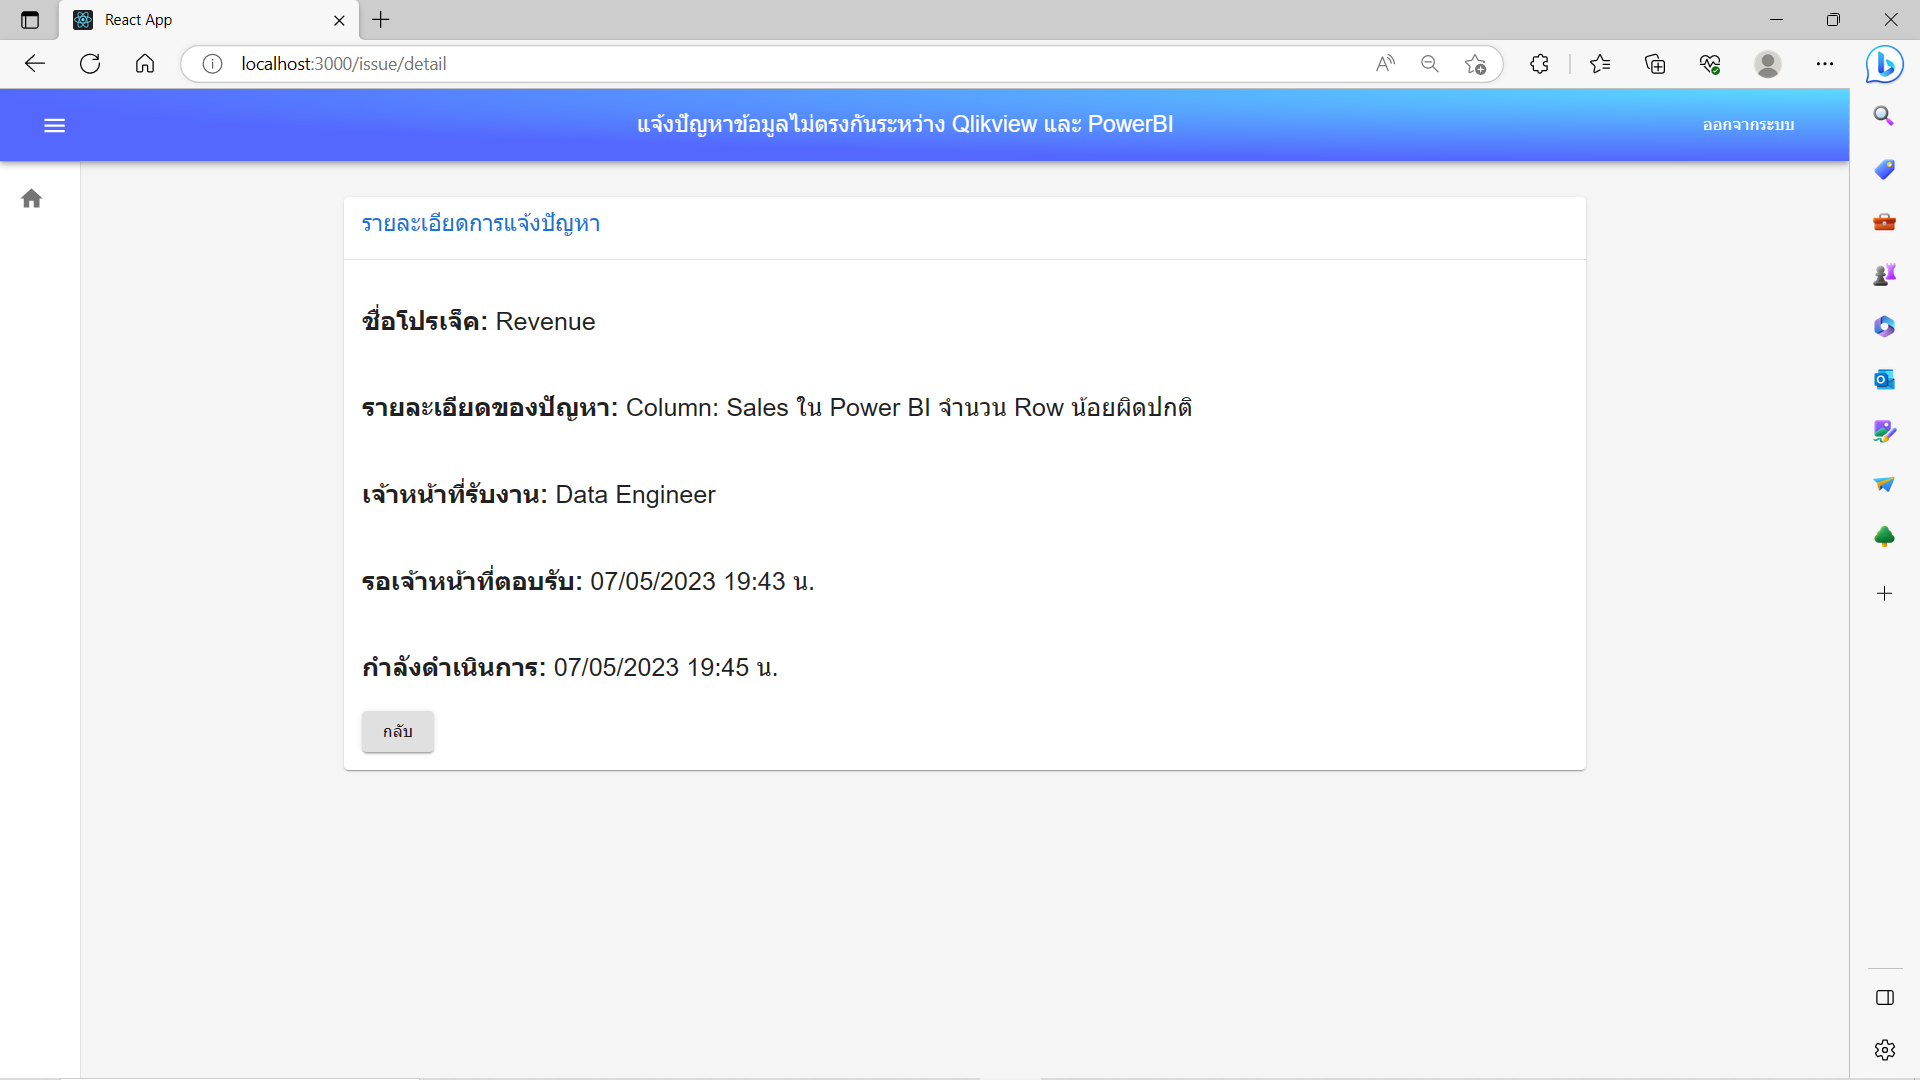 React App
localhost:3000/issue/detail
แจ้งปัญหาข้อมูลไม่ตรงกันระหว่าง Qlikview และ PowerBI
ออกจากระบบ
รายละเอียดการแจ้งปัญหา
ชื่อโปรเจ็ค: Revenue
รายละเอียดของปัญหา: Column: Sales ใน Power BI จำนวน Row น้อยผิดปกติ
เจ้าหน้าที่รับงาน: Data Engineer
รอเจ้าหน้าที่ตอบรับ: 07/05/2023 19:43 น.
กำลังดำเนินการ: 07/05/2023 19:45 น.
กลับ